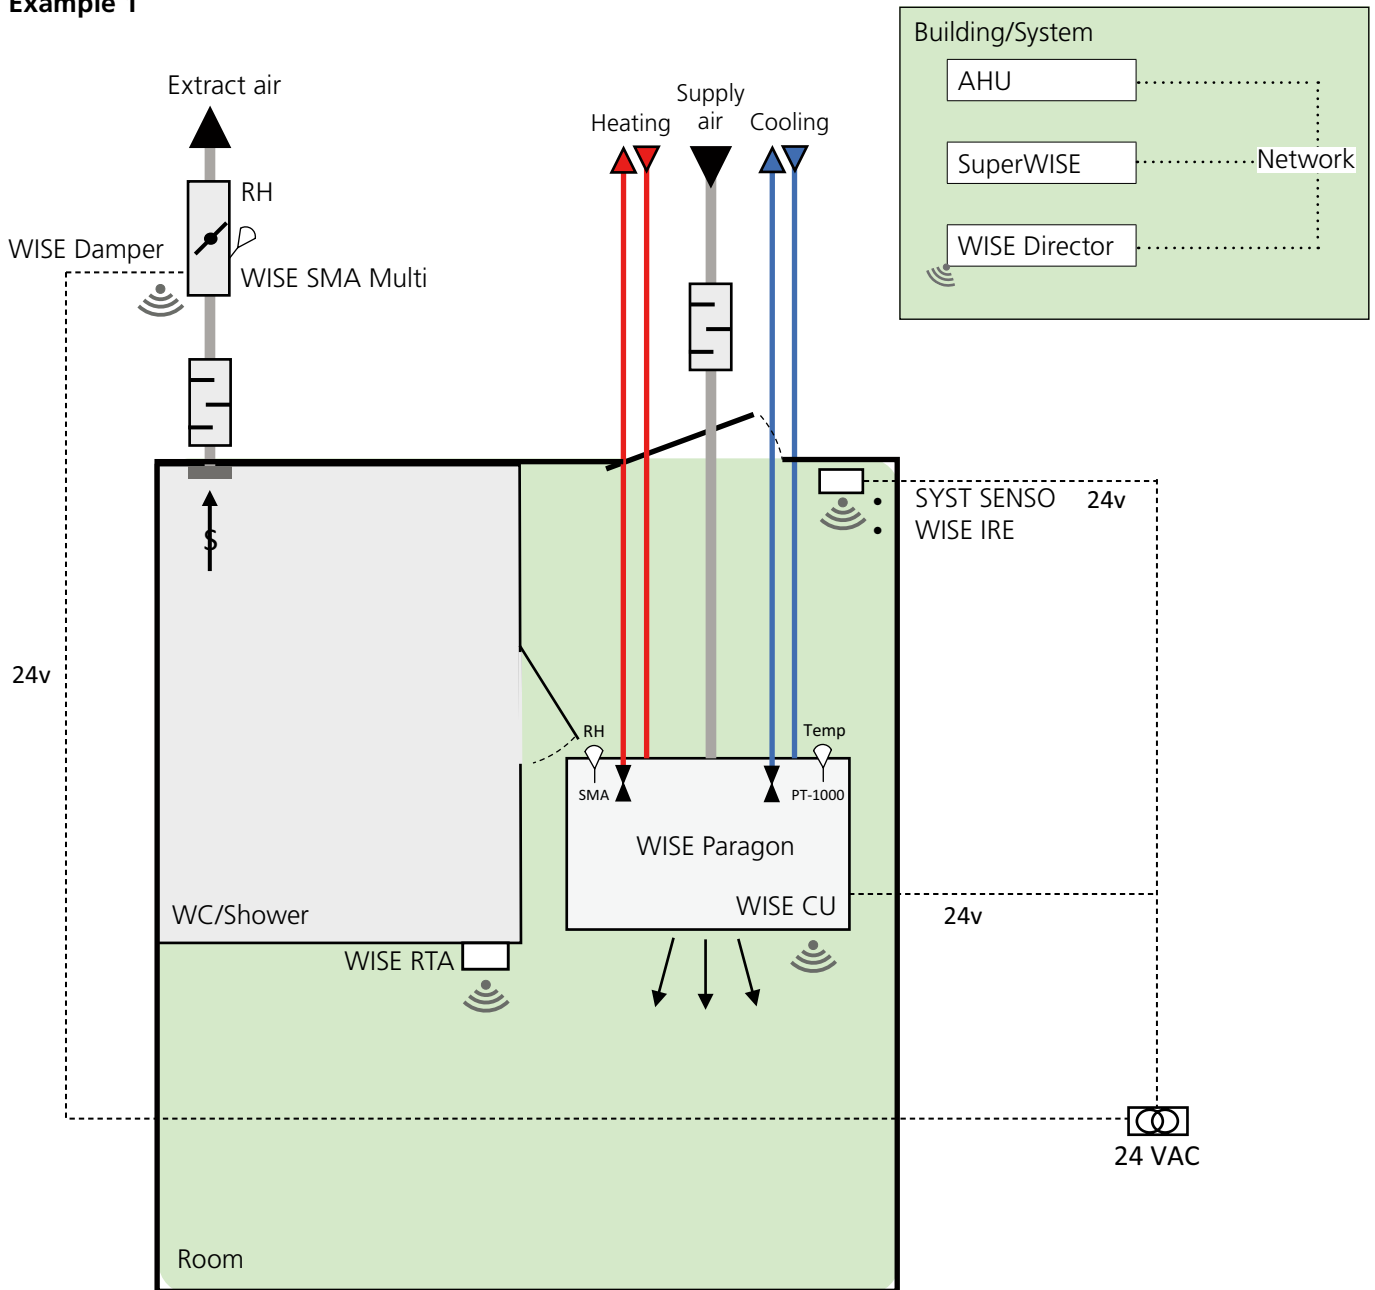 Example 1
Building/System
AHU
SuperWISE
Network
WISE Director
Extract air
Heating
Supply
air
Cooling
RH
WISE Damper
WISE SMA Multi
SYST SENSO
24v
WISE IRE
S
24v
RH
Temp
SMA
PT-1000
WISE Paragon
WISE CU
24v
WC/Shower
WISE RTA
24 VAC
Room